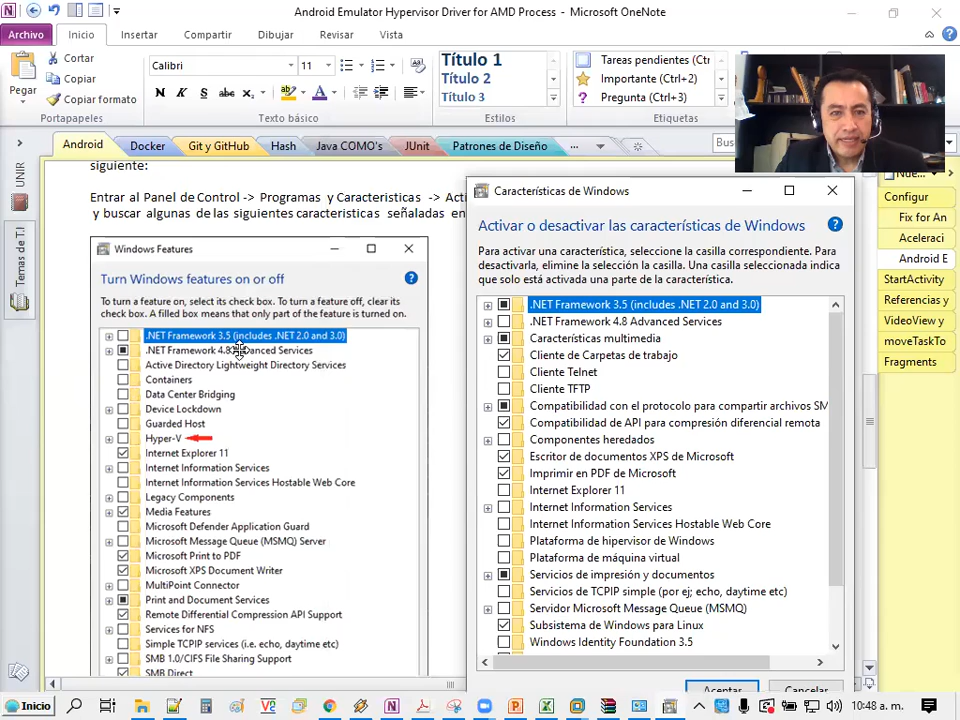 Android Emulator Hypervisor Driver for AMD Process - Microsoft OneNote
Archivo
Inicio
Insertar
Compartir
Dibujar
Revisar
Vista
Pegar
Cortar
Copiar
Copiar formato
Portapapeles
Calibri
11
N K S abc x₂
Texto básico
Título 1
Título 2
Título 3
Estilos
Tareas pendientes (Ctr
Importante (Ctrl+2)
Pregunta (Ctrl+3)
Etiquetas
Android
Docker
Git y GitHub
Hash
Java COMO's
JUnit
Patrones de Diseño
...
Bus
UNIR
Temas de T.I
siguiente:
Entrar al Panel de Control -> Programas y Caracteristicas -> Acti
y buscar algunas de las siguientes caracteristicas señaladas en
Windows Features
Turn Windows features on or off
To turn a feature on, select its check box. To turn a feature off, clear its
check box. A filled box means that only part of the feature is turned on.
.NET Framework 3.5 (includes .NET 2.0 and 3.0)
.NET Framework 4.8 Advanced Services
Active Directory Lightweight Directory Services
Containers
Data Center Bridging
Device Lockdown
Guarded Host
Hyper-V
Internet Explorer 11
Internet Information Services
Internet Information Services Hostable Web Core
Legacy Components
Media Features
Microsoft Defender Application Guard
Microsoft Message Queue (MSMQ) Server
Microsoft Print to PDF
Microsoft XPS Document Writer
MultiPoint Connector
Print and Document Services
Remote Differential Compression API Support
Services for NFS
Simple TCPIP services (i.e. echo, daytime etc)
SMB 1.0/CIFS File Sharing Support
SMB Direct
Características de Windows
Activar o desactivar las características de Windows
Para activar una característica, seleccione la casilla correspondiente. Para
desactivarla, elimine la selección la casilla. Una casilla seleccionada indica
que solo está activada una parte de la característica.
.NET Framework 3.5 (includes .NET 2.0 and 3.0)
.NET Framework 4.8 Advanced Services
Características multimedia
Cliente de Carpetas de trabajo
Cliente Telnet
Cliente TFTP
Compatibilidad con el protocolo para compartir archivos SM
Compatibilidad de API para compresión diferencial remota
Componentes heredados
Escritor de documentos XPS de Microsoft
Imprimir en PDF de Microsoft
Internet Explorer 11
Internet Information Services
Internet Information Services Hostable Web Core
Plataforma de hipervisor de Windows
Plataforma de máquina virtual
Servicios de impresión y documentos
Servicios de TCPIP simple (por ej; echo, daytime etc)
Servidor Microsoft Message Queue (MSMQ)
Subsistema de Windows para Linux
Windows Identity Foundation 3.5
Aceptar
Cancelar
Nue...
Configur
Fix for An
Aceleraci
Android E
StartActivity
Referencias y
VideoView y
moveTaskTo
Fragments
Inicio
10:48 a.m.